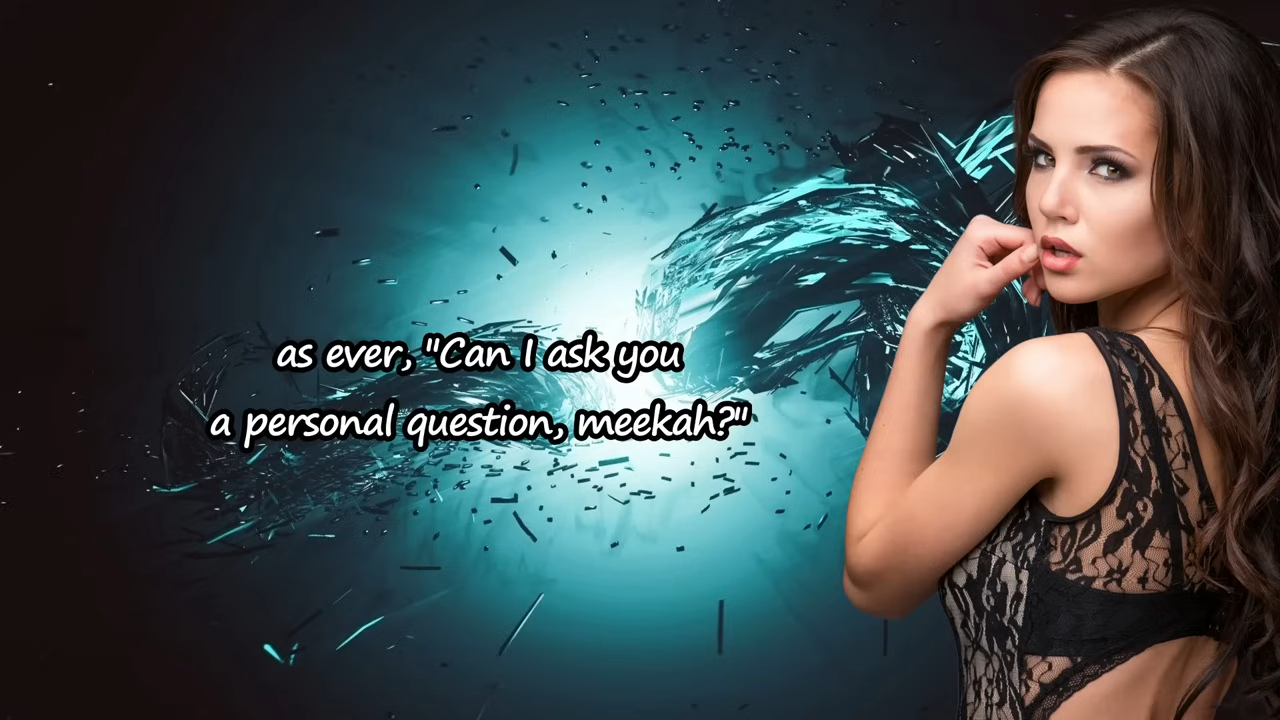 as ever, "Can I ask you
a personal question, meekah?"